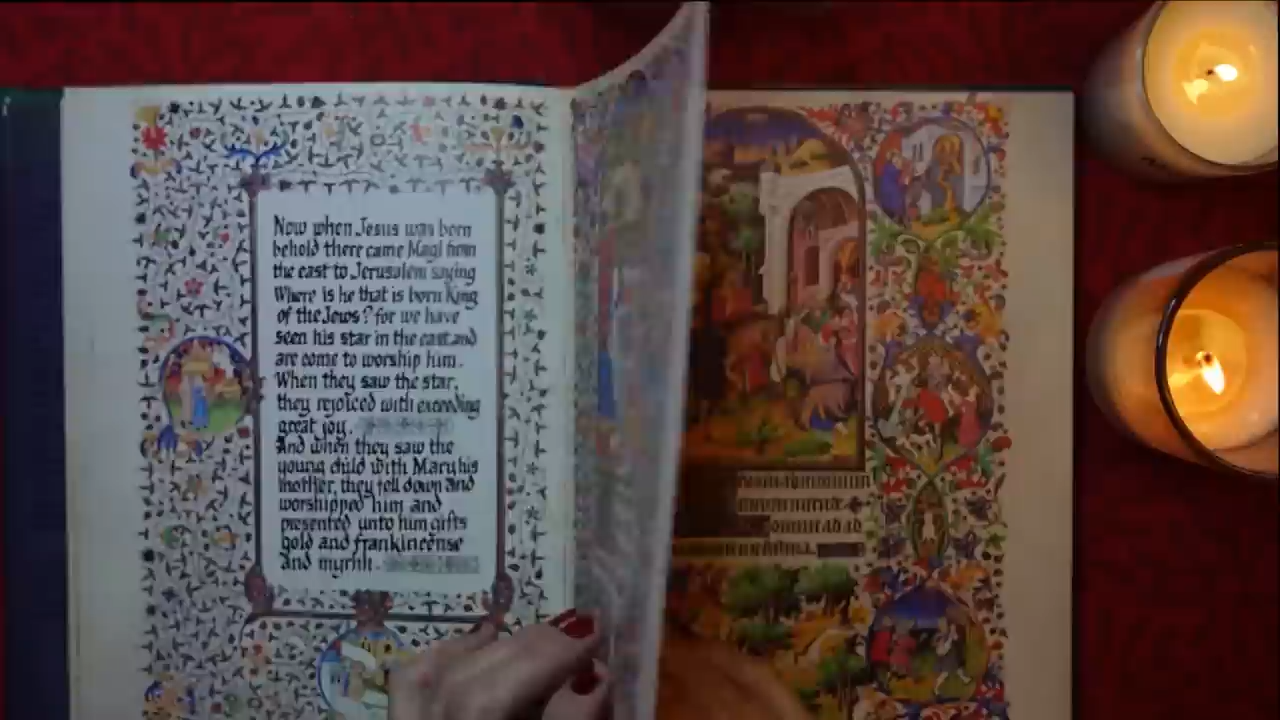 Now when Jesus was born
behold there came Magi from
the east to Jerusalem saying
Where is he that is born King
of the Jews? for we have
seen his star in the east and
are come to worship him.
When they saw the star,
they rejoiced with exceeding
great joy.
And when they saw the
young child with Mary his
mother, they fell down and
worshipped him and
presented unto him gifts
gold and frankincense
and myrrh.